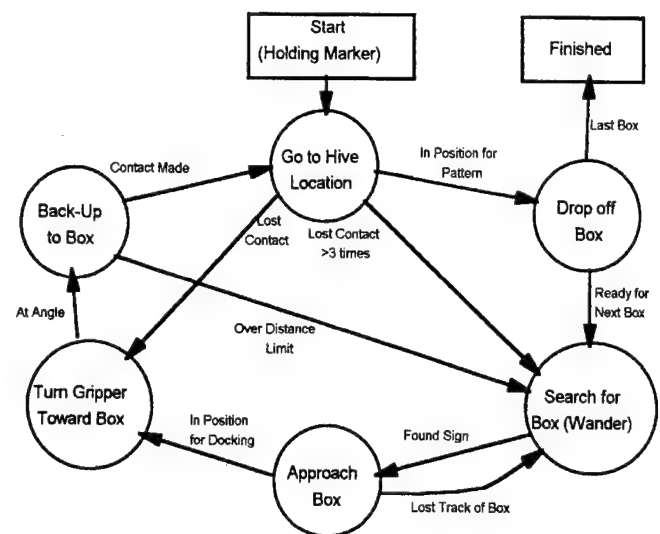 Start
(Holding Marker)
Finished
Last Box
Contact Made
Go to Hive
Location
In Position for
Pattern
Back-Up
to Box
Drop off
Box
Lost
Contact
Lost Contact
>3 times
At Angle
Over Distance
Limit
Ready for
Next Box
Turn Gripper
Toward Box
In Position
for Docking
Found Sign
Search for
Box (Wander)
Approach
Box
Lost Track of Box